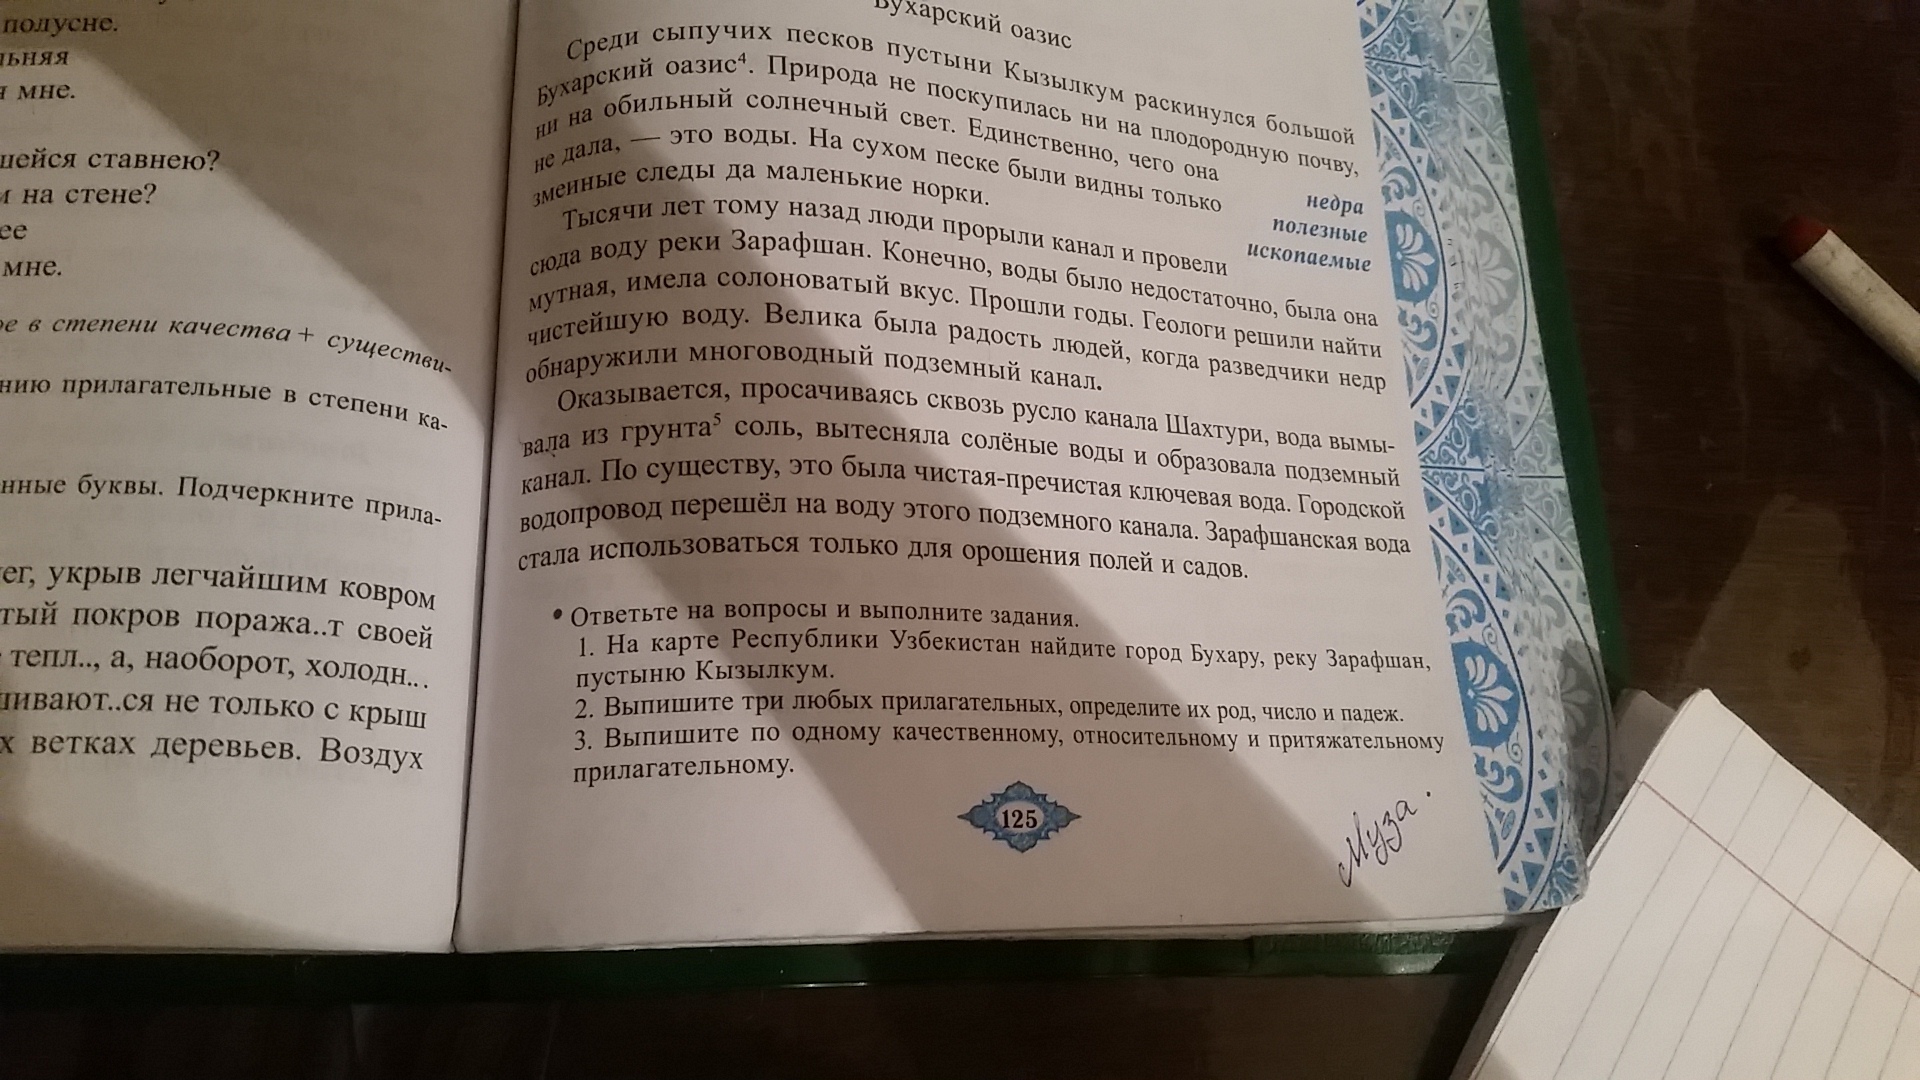 полусне.
льняя
я мне.
шейся ставнею?
м на стене?
ее
мне.
ое в степени качества + существи-
нию прилагательные в степени ка-
нные буквы. Подчеркните прила-
ег, укрыв легчайшим ковром
тый покров поража..т своей
тепл.., а, наоборот, холодн...
ивают..ся не только с крыш
х ветках деревьев. Воздух
Бухарский оазис
Среди сыпучих песков пустыни Кызылкум раскинулся большой
Бухарский оазис⁴. Природа не поскупилась ни на плодородную почву,
ни на обильный солнечный свет. Единственно, чего она
не дала, — это воды. На сухом песке были видны только
змеиные следы да маленькие норки.
недра
полезные
ископаемые
Тысячи лет тому назад люди прорыли канал и провели
сюда воду реки Зарафшан. Конечно, воды было недостаточно, была она
мутная, имела солоноватый вкус. Прошли годы. Геологи решили найти
чистейшую воду. Велика была радость людей, когда разведчики недр
обнаружили многоводный подземный канал.
Оказывается, просачиваясь сквозь русло канала Шахтури, вода вымы-
вала из грунта⁵ соль, вытесняла солёные воды и образовала подземный
канал. По существу, это была чистая-пречистая ключевая вода. Городской
водопровод перешёл на воду этого подземного канала. Зарафшанская вода
стала использоваться только для орошения полей и садов.
• Ответьте на вопросы и выполните задания.
1. На карте Республики Узбекистан найдите город Бухару, реку Зарафшан,
пустыню Кызылкум.
2. Выпишите три любых прилагательных, определите их род, число и падеж.
3. Выпишите по одному качественному, относительному и притяжательному
прилагательному.
125
Муза.